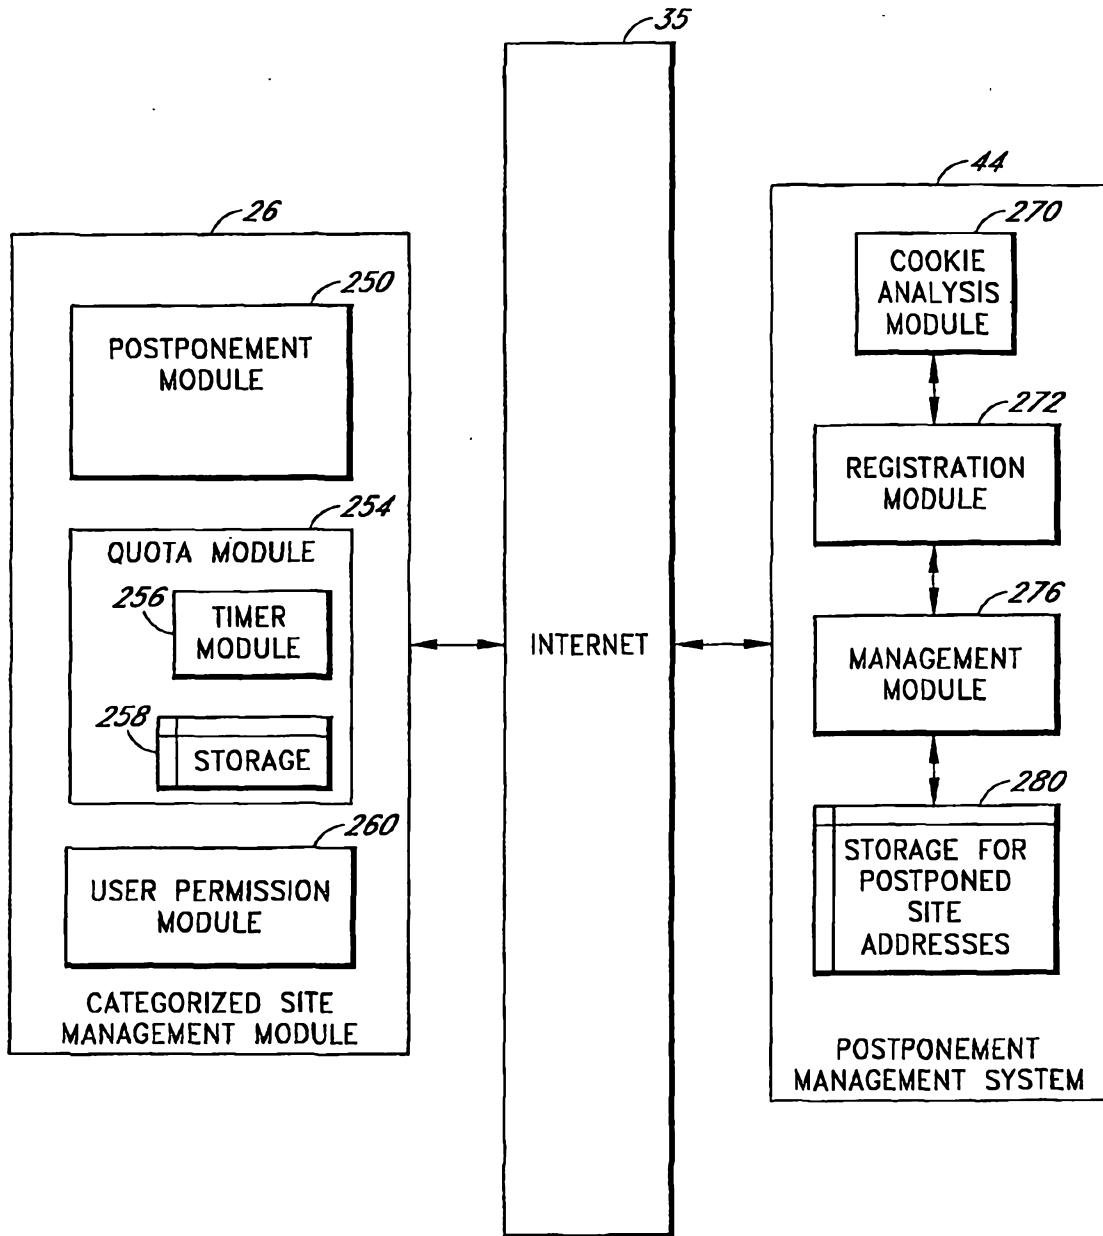 35
26
250
POSTPONEMENT
MODULE
254
QUOTA MODULE
256
TIMER
MODULE
258
STORAGE
260
USER PERMISSION
MODULE
CATEGORIZED SITE
MANAGEMENT MODULE
INTERNET
44
270
COOKIE
ANALYSIS
MODULE
272
REGISTRATION
MODULE
276
MANAGEMENT
MODULE
280
STORAGE FOR
POSTPONED
SITE
ADDRESSES
POSTPONEMENT
MANAGEMENT SYSTEM